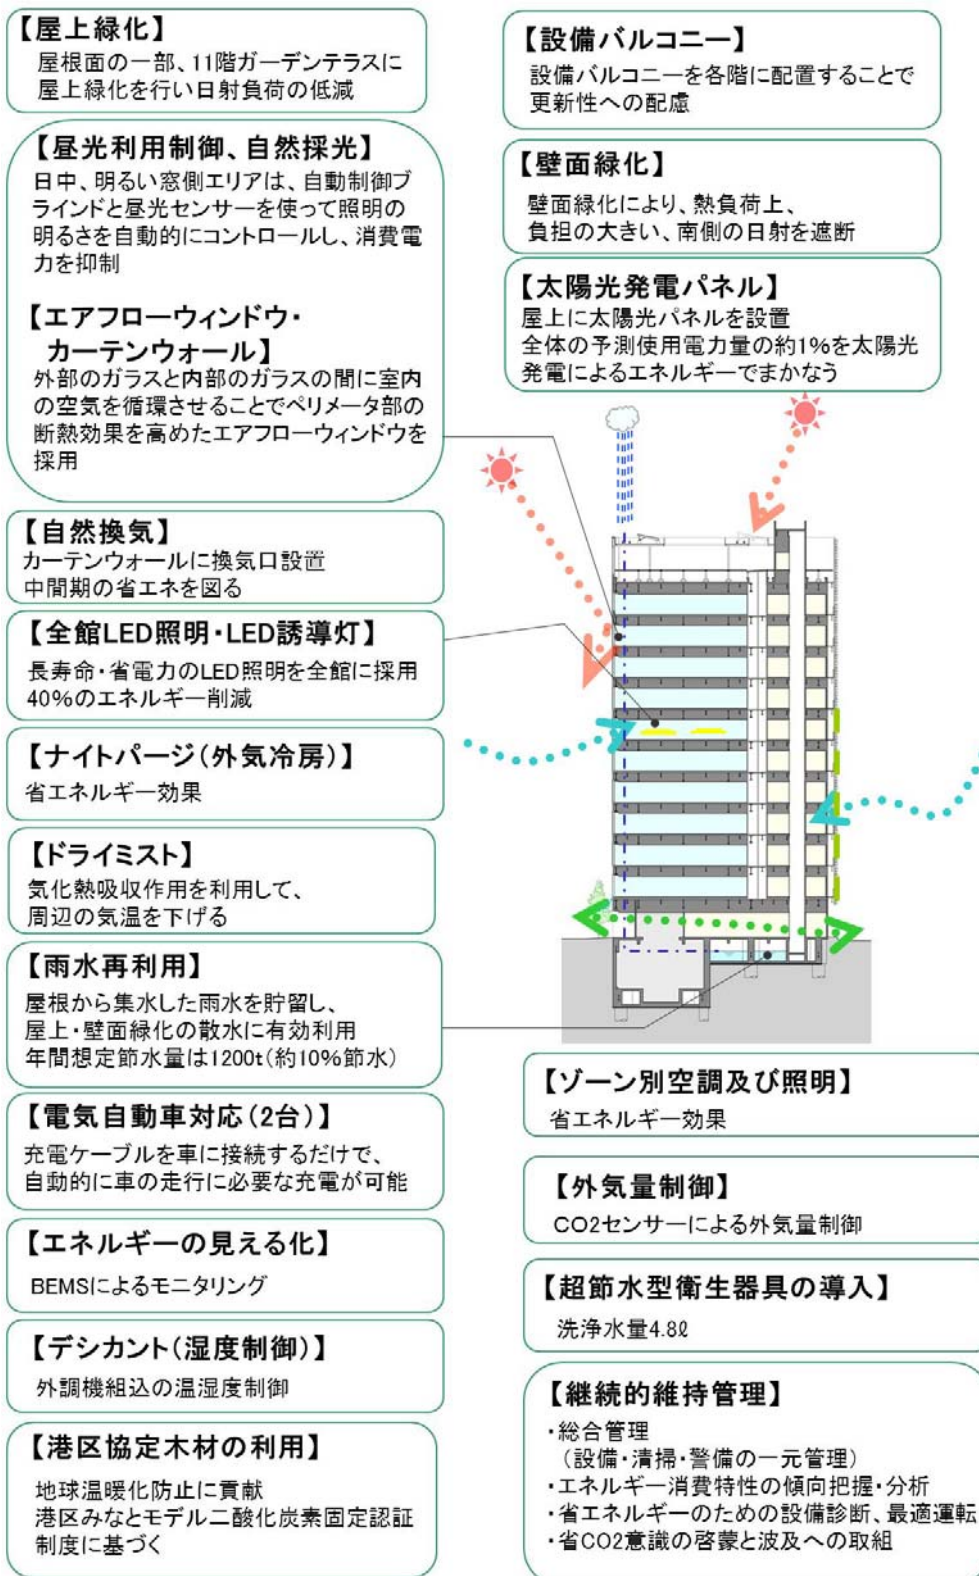 【屋上緑化】
屋根面の一部、11階ガーデンテラスに
屋上緑化を行い日射負荷の低減
【昼光利用制御、自然採光】
日中、明るい窓側エリアは、自動制御ブ
ラインドと昼光センサーを使って照明の
明るさを自動的にコントロールし、消費電
力を抑制
【エアフローウィンドウ・
カーテンウォール】
外部のガラスと内部のガラスの間に室内
の空気を循環させることでペリメータ部の
断熱効果を高めたエアフローウィンドウを
採用
【自然換気】
カーテンウォールに換気口設置
中間期の省エネを図る
【全館LED照明・LED誘導灯】
長寿命・省電力のLED照明を全館に採用
40%のエネルギー削減
【ナイトパージ(外気冷房)】
省エネルギー効果
【ドライミスト】
気化熱吸収作用を利用して、
周辺の気温を下げる
【雨水再利用】
屋根から集水した雨水を貯留し、
屋上・壁面緑化の散水に有効利用
年間想定節水量は1200t(約10%節水)
【電気自動車対応(2台)】
充電ケーブルを車に接続するだけで、
自動的に車の走行に必要な充電が可能
【エネルギーの見える化】
BEMSによるモニタリング
【デシカント(湿度制御)】
外調機組込の温湿度制御
【港区協定木材の利用】
地球温暖化防止に貢献
港区みなとモデル二酸化炭素固定認証
制度に基づく
【設備バルコニー】
設備バルコニーを各階に配置することで
更新性への配慮
【壁面緑化】
壁面緑化により、熱負荷上、
負担の大きい、南側の日射を遮断
【太陽光発電パネル】
屋上に太陽光パネルを設置
全体の予測使用電力量の約1%を太陽光
発電によるエネルギーでまかなう
【ゾーン別空調及び照明】
省エネルギー効果
【外気量制御】
CO2センサーによる外気量制御
【超節水型衛生器具の導入】
洗浄水量4.8ℓ
【継続的維持管理】
・総合管理
(設備・清掃・警備の一元管理)
・エネルギー消費特性の傾向把握・分析
・省エネルギーのための設備診断、最適運転
・省CO2意識の啓蒙と波及への取組